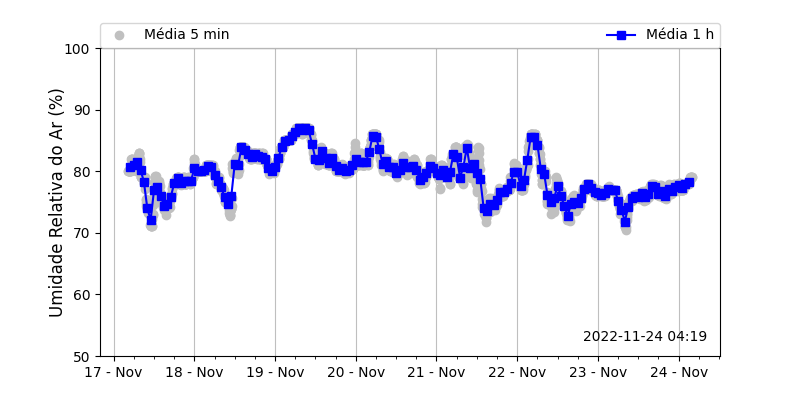 Média 5 min
Média 1 h
Umidade Relativa do Ar (%)
100
90
80
70
60
50
2022-11-24 04:19
17 - Nov
18 - Nov
19 - Nov
20 - Nov
21 - Nov
22 - Nov
23 - Nov
24 - Nov